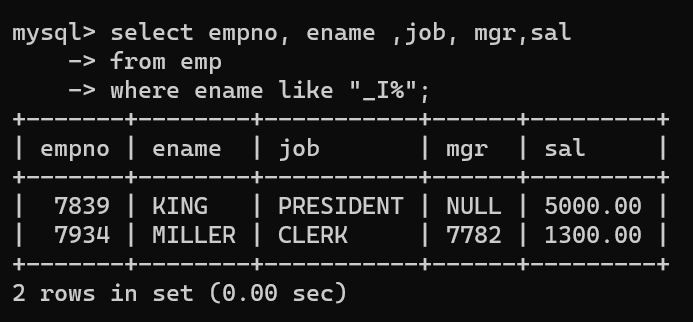 mysql> select empno, ename ,job, mgr,sal
    -> from emp
    -> where ename like "_I%";
+-------+--------+-----------+------+---------+
| empno | ename  | job       | mgr  | sal     |
+-------+--------+-----------+------+---------+
|  7839 | KING   | PRESIDENT | NULL | 5000.00 |
|  7934 | MILLER | CLERK     | 7782 | 1300.00 |
+-------+--------+-----------+------+---------+
2 rows in set (0.00 sec)